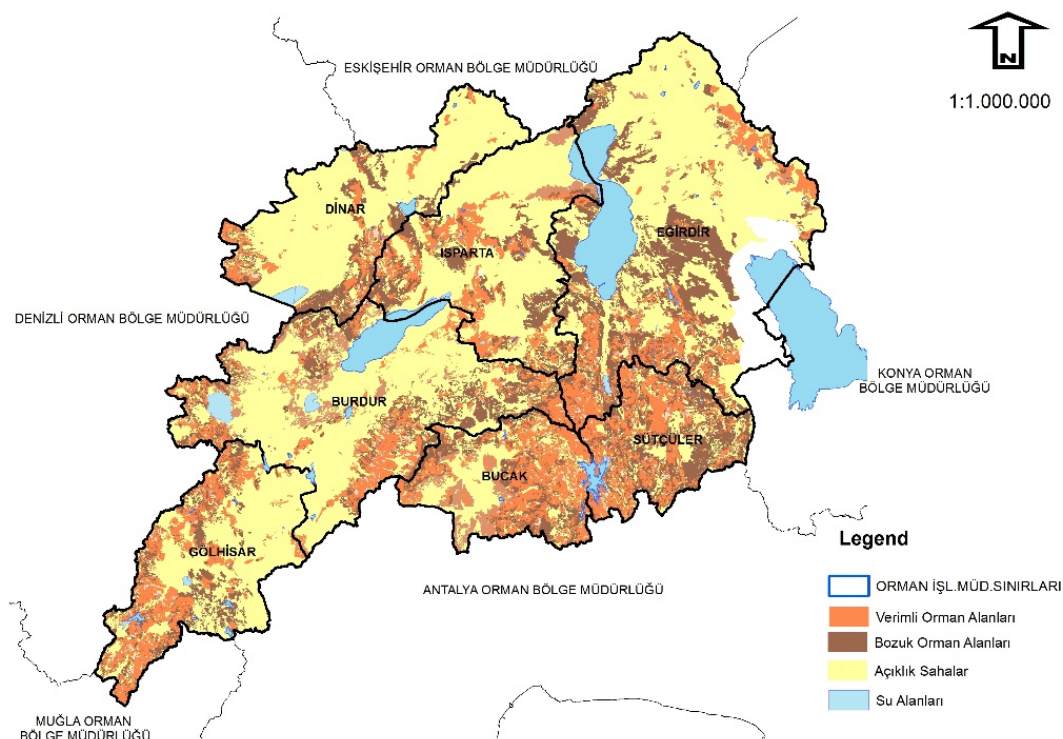 N
ESKİŞEHİR ORMAN BÖLGE MÜDÜRLÜĞÜ
1:1.000.000
DİNAR
EĞİRDİR
ISPARTA
DENİZLİ ORMAN BÖLGE MÜDÜRLÜĞÜ
KONYA ORMAN
BÖLGE MÜDÜRLÜĞÜ
BURDUR
SÜTÇÜLER
BUCAK
GÖLHİSAR
ANTALYA ORMAN BÖLGE MÜDÜRLÜĞÜ
MUĞLA ORMAN
BÖLGE MÜDÜRLÜĞÜ
Legend
ORMAN İŞL.MÜD.SINIRLARI
Verimli Orman Alanları
Bozuk Orman Alanları
Açıklık Sahalar
Su Alanları